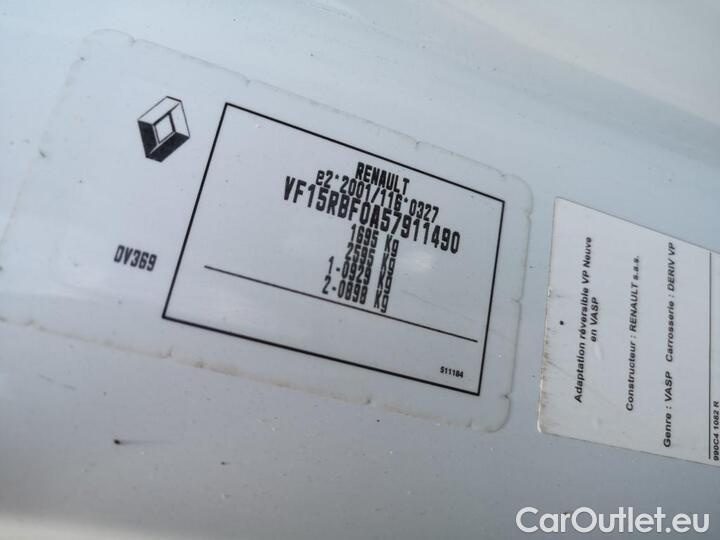 RENAULT
e2*2001/116*0327
VF15RBF0A57911490
1695 Kg
2595 Kg
1-0929 Kg
2-0898 Kg
DV369
511184
Adaptation réversible VP Neuve
en VASP
Constructeur : RENAULT s.a.s.
Genre : VASP Carrosserie : DERIV VP
990C4 1082 R
CarOutlet.eu